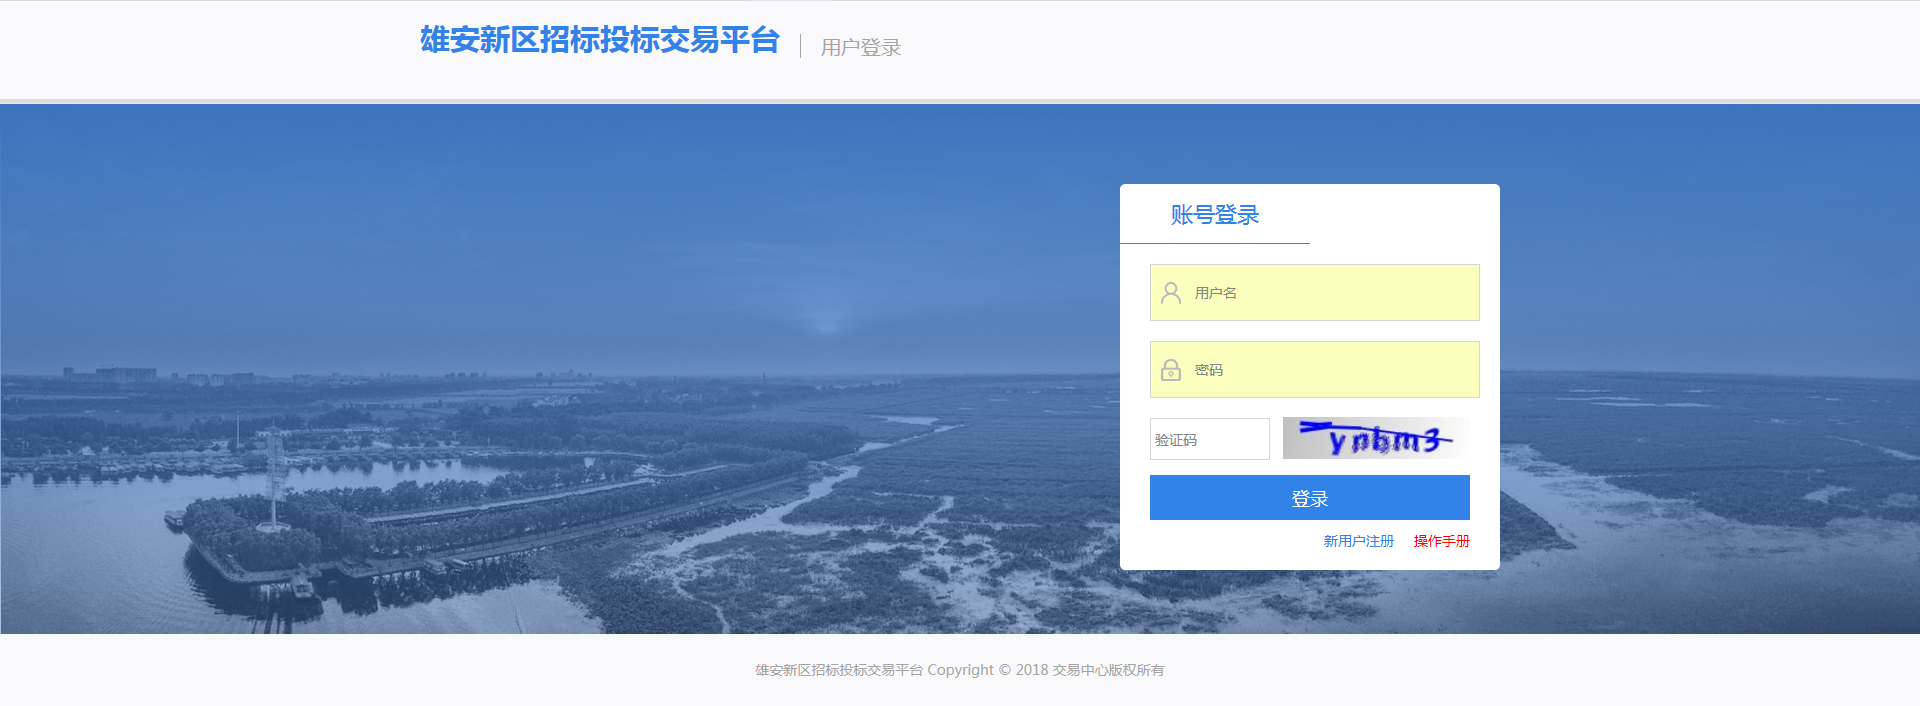 雄安新区招标投标交易平台
用户登录
账号登录
用户名
密码
验证码
ypbm3
登录
新用户注册 操作手册
雄安新区招标投标交易平台 Copyright © 2018 交易中心版权所有